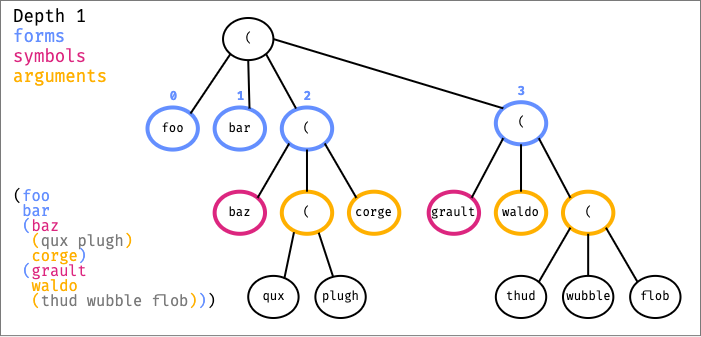 Depth 1
forms
symbols
arguments
(
0 1 2 3
foo bar ( (
baz ( corge grault waldo (
qux plugh thud wubble flob
(foo
bar
(baz
(qux plugh)
corge)
(grault
waldo
(thud wubble flob)))